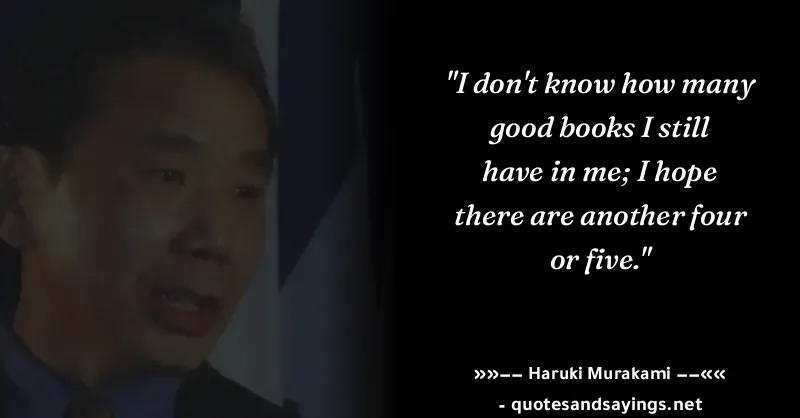 "I don't know how many
good books I still
have in me; I hope
there are another four
or five."
»»−− Haruki Murakami −−««
- quotesandsayings.net